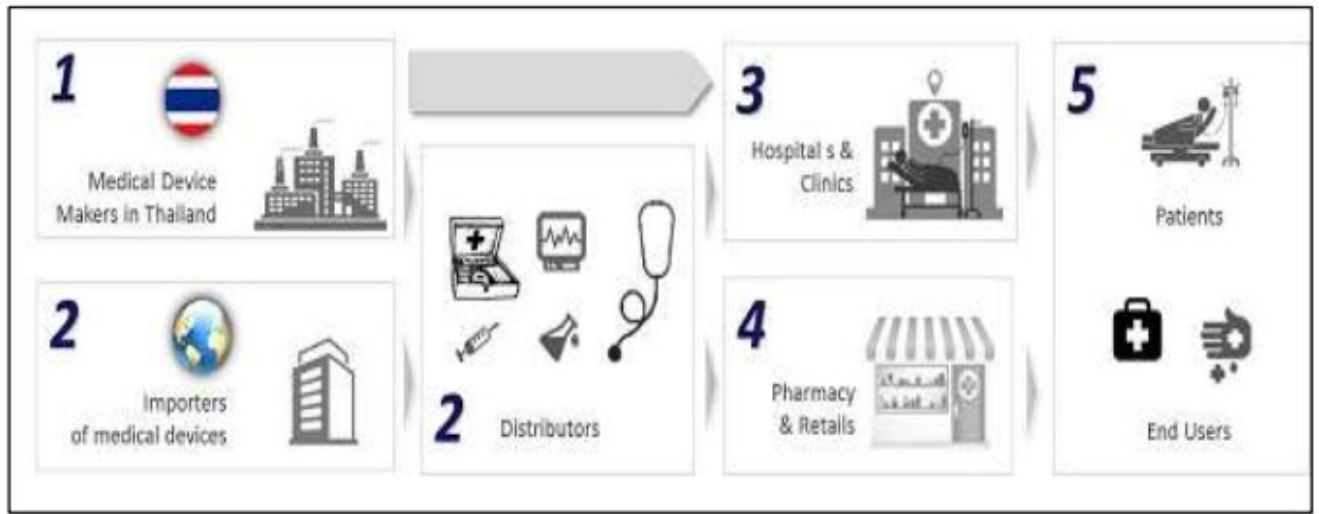 1
Medical Device
Makers in Thailand
2
Importers
of medical devices
2
Distributors
3
Hospital s &
Clinics
4
Pharmacy
& Retails
5
Patients
End Users